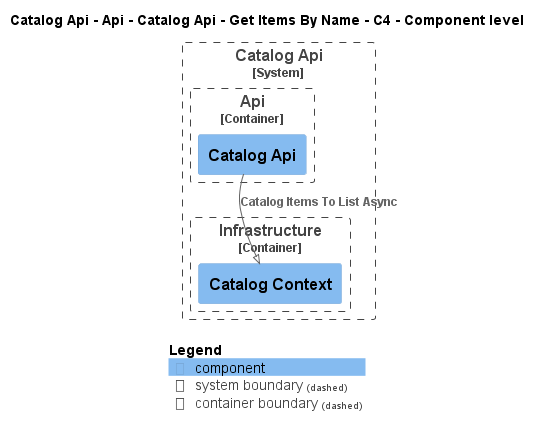 Catalog Api - Api - Catalog Api - Get Items By Name - C4 - Component level
Catalog Api
[System]
Api
[Container]
Catalog Api
Catalog Items To List Async
Infrastructure
[Container]
Catalog Context
Legend
component
system boundary (dashed)
container boundary (dashed)